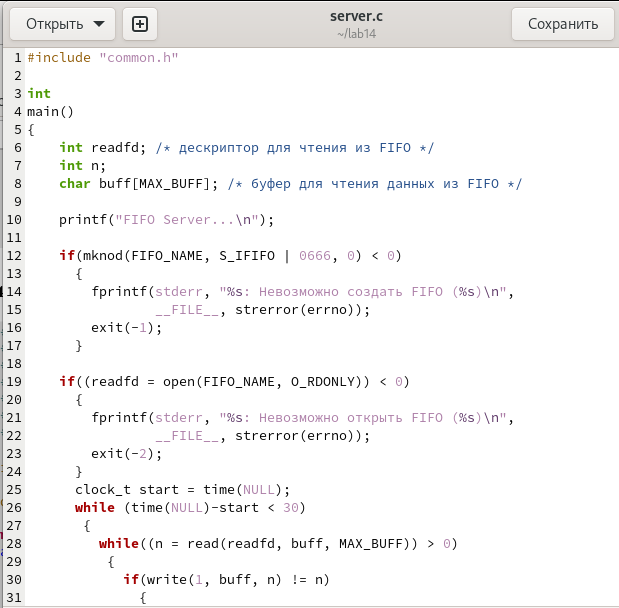 Открыть
server.c
~/lab14
Сохранить
1 #include "common.h"
2
3 int
4 main()
5 {
6     int readfd; /* дескриптор для чтения из FIFO */
7     int n;
8     char buff[MAX_BUFF]; /* буфер для чтения данных из FIFO */
9
10     printf("FIFO Server...\n");
11
12     if(mknod(FIFO_NAME, S_IFIFO | 0666, 0) < 0)
13       {
14         fprintf(stderr, "%s: Невозможно создать FIFO (%s)\n",
15                 __FILE__, strerror(errno));
16         exit(-1);
17       }
18
19     if((readfd = open(FIFO_NAME, O_RDONLY)) < 0)
20       {
21         fprintf(stderr, "%s: Невозможно открыть FIFO (%s)\n",
22                 __FILE__, strerror(errno));
23         exit(-2);
24       }
25       clock_t start = time(NULL);
26       while (time(NULL)-start < 30)
27        {
28          while((n = read(readfd, buff, MAX_BUFF)) > 0)
29           {
30             if(write(1, buff, n) != n)
31               {